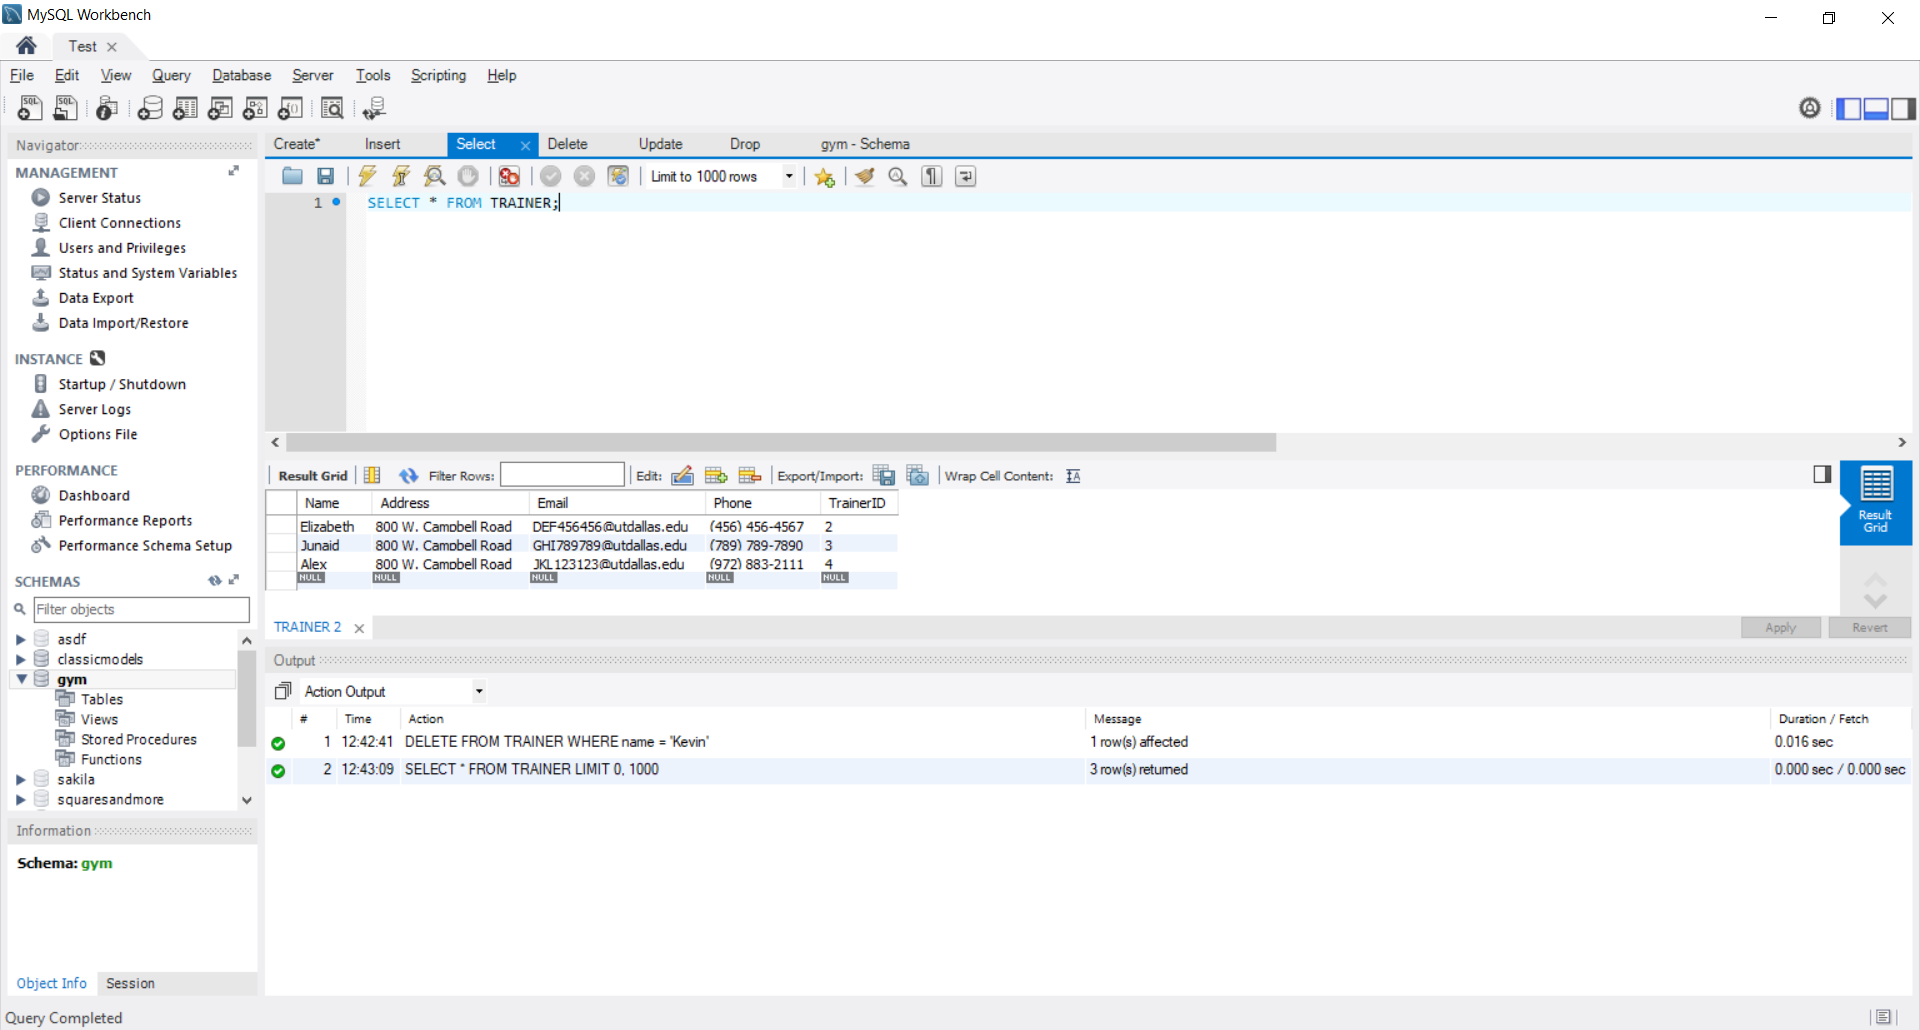 MySQL Workbench
Test
File Edit View Query Database Server Tools Scripting Help
Navigator
MANAGEMENT
Server Status
Client Connections
Users and Privileges
Status and System Variables
Data Export
Data Import/Restore
INSTANCE
Startup / Shutdown
Server Logs
Options File
PERFORMANCE
Dashboard
Performance Reports
Performance Schema Setup
SCHEMAS
Filter objects
asdf
classicmodels
gym
Tables
Views
Stored Procedures
Functions
sakila
squaresandmore
Information
Schema: gym
Object Info Session
Create* Insert Select Delete Update Drop gym - Schema
Limit to 1000 rows
1 SELECT * FROM TRAINER;
Result Grid Filter Rows: Edit: Export/Import: Wrap Cell Content:
Name Address Email Phone TrainerID
Elizabeth 800 W. Campbell Road DEF456456@utdallas.edu (456) 456-4567 2
Junaid 800 W. Campbell Road GHI789789@utdallas.edu (789) 789-7890 3
Alex 800 W. Campbell Road JKL123123@utdallas.edu (972) 883-2111 4
NULL NULL NULL NULL NULL
Result
Grid
TRAINER 2
Apply Revert
Output
Action Output
# Time Action Message Duration / Fetch
1 12:42:41 DELETE FROM TRAINER WHERE name = 'Kevin' 1 row(s) affected 0.016 sec
2 12:43:09 SELECT * FROM TRAINER LIMIT 0, 1000 3 row(s) returned 0.000 sec / 0.000 sec
Query Completed